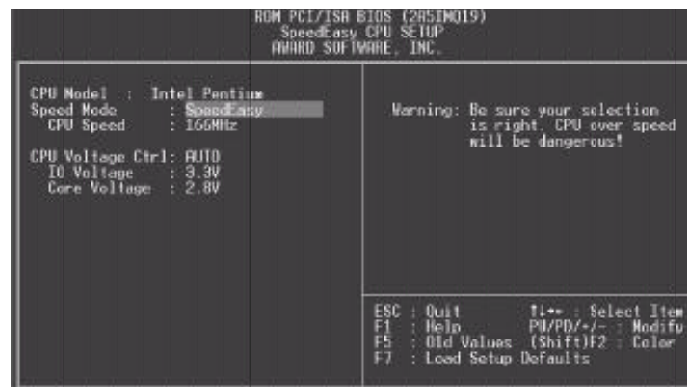 ROM PCI/ISA BIOS (2A5IMQ19)
SpeedEasy CPU SETUP
AWARD SOFTWARE, INC.
CPU Model : Intel Pentium
Speed Mode : SpeedEasy
CPU Speed : 166MHz
CPU Voltage Ctrl: AUTO
IO Voltage : 3.3V
Core Voltage : 2.8V
Warning: Be sure your selection
is right. CPU over speed
will be dangerous!
ESC : Quit ↑↓→← : Select Item
F1 : Help PU/PD/+/- : Modify
F5 : Old Values (Shift)F2 : Color
F7 : Load Setup Defaults